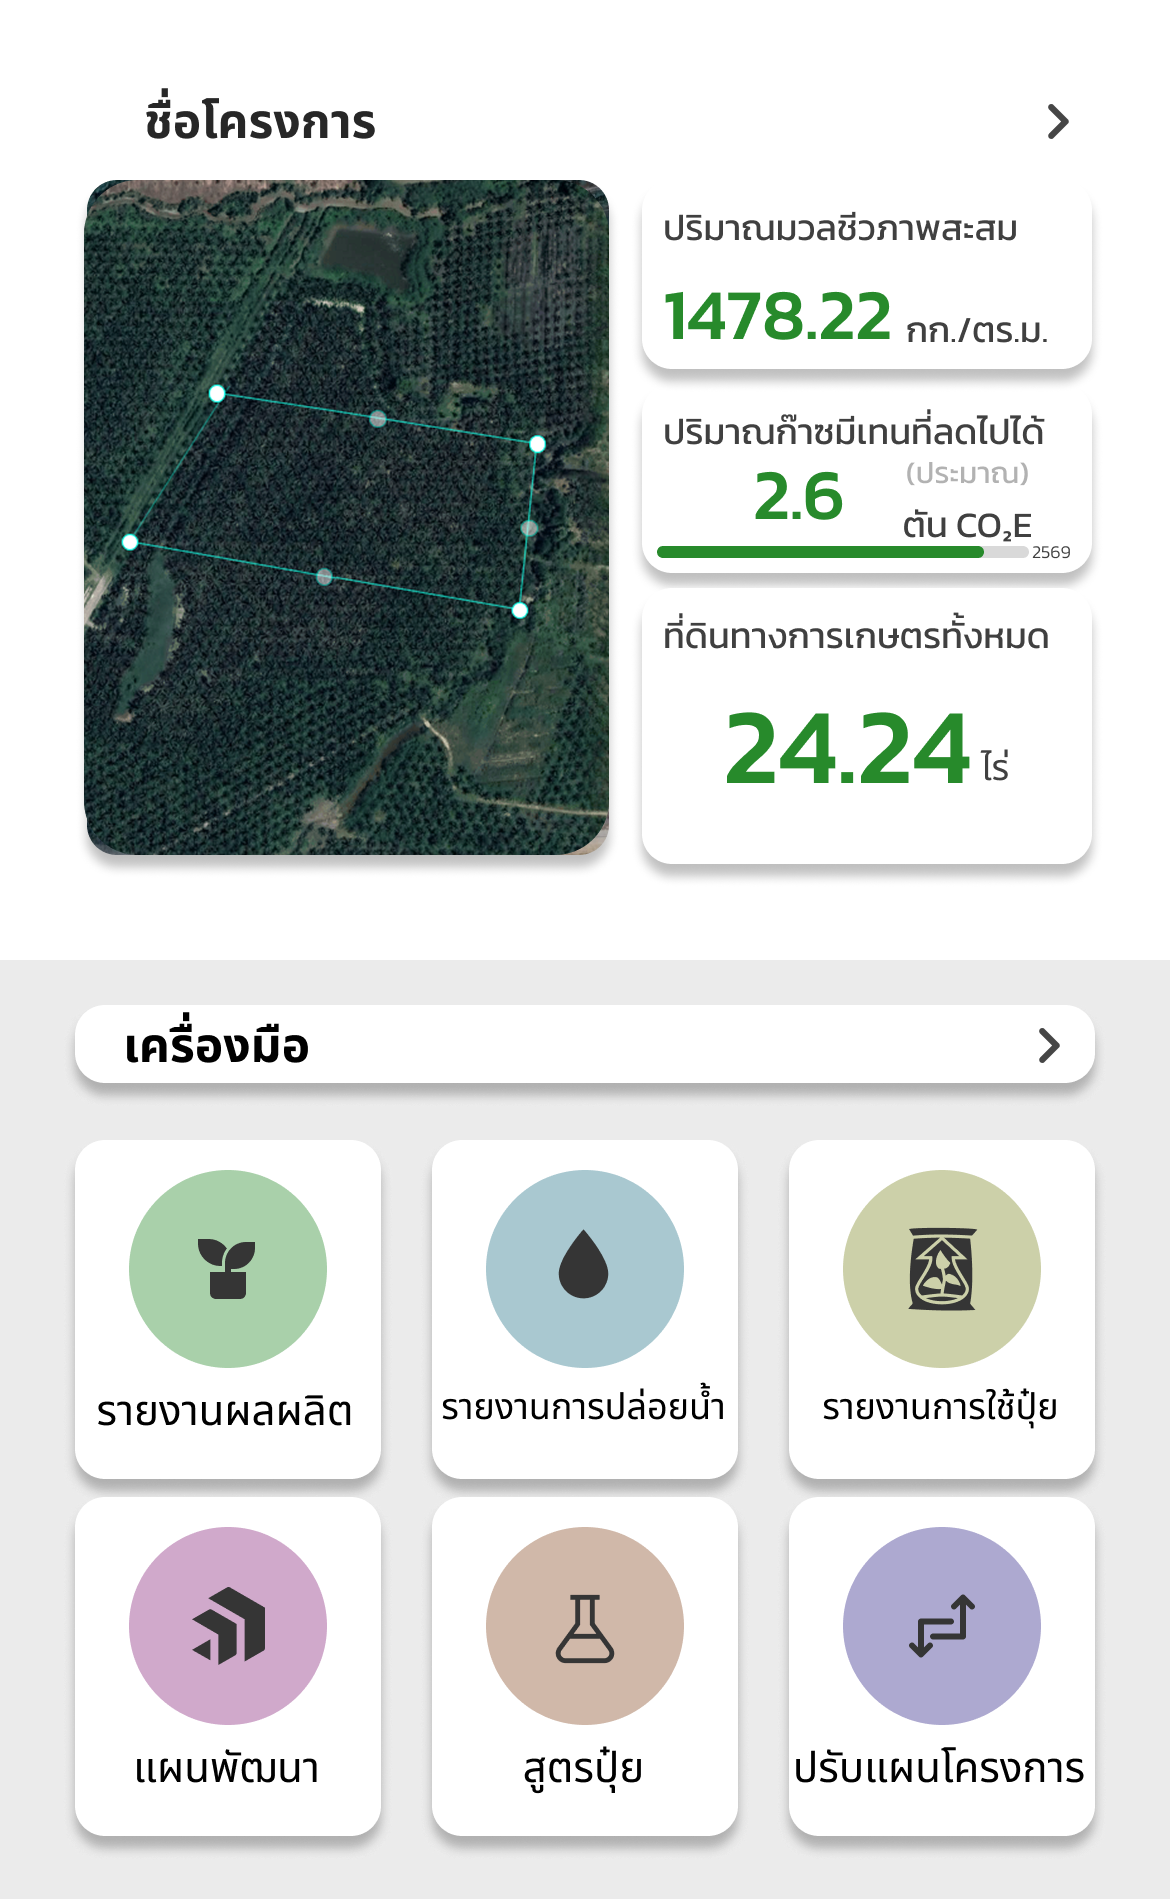 ชื่อโครงการ
ปริมาณมวลชีวภาพสะสม
1478.22 กก./ตร.ม.
ปริมาณก๊าซมีเทนที่ลดไปได้
(ประมาณ)
2.6
ตัน CO₂E
2569
ที่ดินทางการเกษตรทั้งหมด
24.24 ไร่
เครื่องมือ
รายงานผลผลิต
รายงานการปล่อยน้ำ
รายงานการใช้ปุ๋ย
แผนพัฒนา
สูตรปุ๋ย
ปรับแผนโครงการ